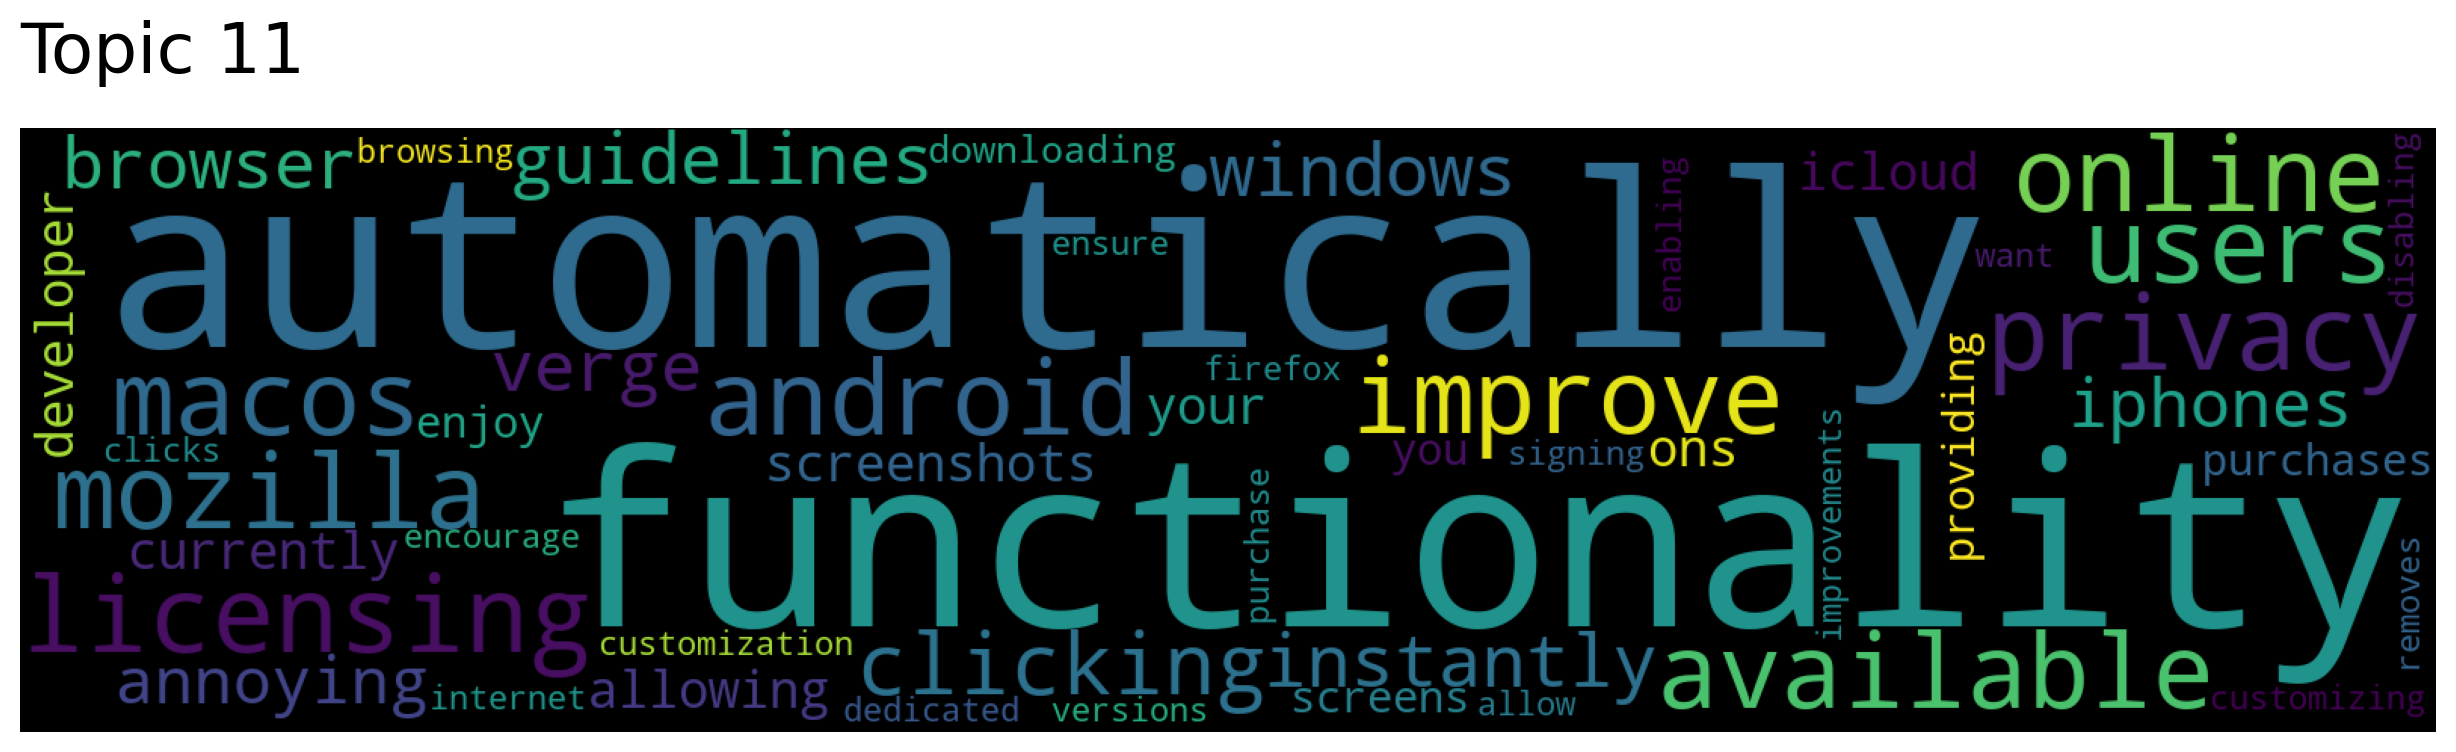 Topic 11
browser browsing guidelines downloading windows icloud online
automatically
developer ensure enabling want users disabling
verge firefox improve providing privacy
macos enjoy android your iphones
clicks screenshots you signing ons purchases
mozilla functionality
currently encourage purchase improvements removes
licensing customization clicking instantly available
annoying internet allowing dedicated versions screens allow customizing